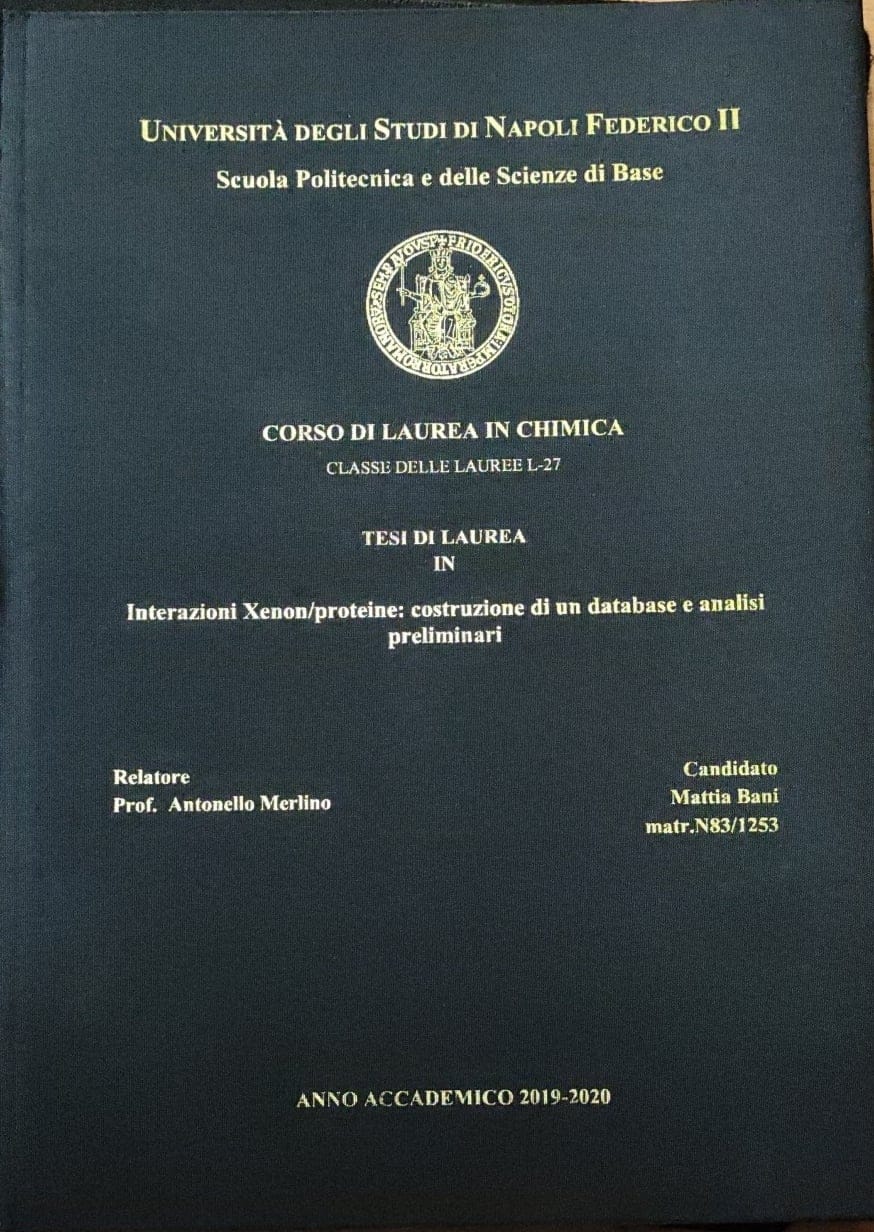 UNIVERSITÀ DEGLI STUDI DI NAPOLI FEDERICO II
Scuola Politecnica e delle Scienze di Base
CORSO DI LAUREA IN CHIMICA
CLASSE DELLE LAUREE L-27
TESI DI LAUREA
IN
Interazioni Xenon/proteine: costruzione di un database e analisi
preliminari
Relatore
Prof. Antonello Merlino
Candidato
Mattia Bani
matr.N83/1253
ANNO ACCADEMICO 2019-2020